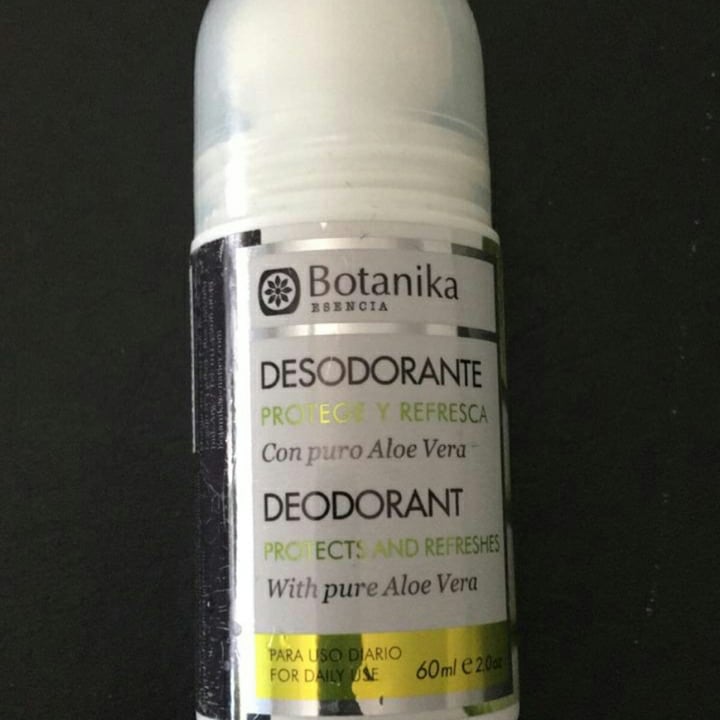 Botanika
ESENCIA
DESODORANTE
PROTEGE Y REFRESCA
Con puro Aloe Vera
DEODORANT
PROTECTS AND REFRESHES
With pure Aloe Vera
PARA USO DIARIO
FOR DAILY USE
60ml e 2.0oz